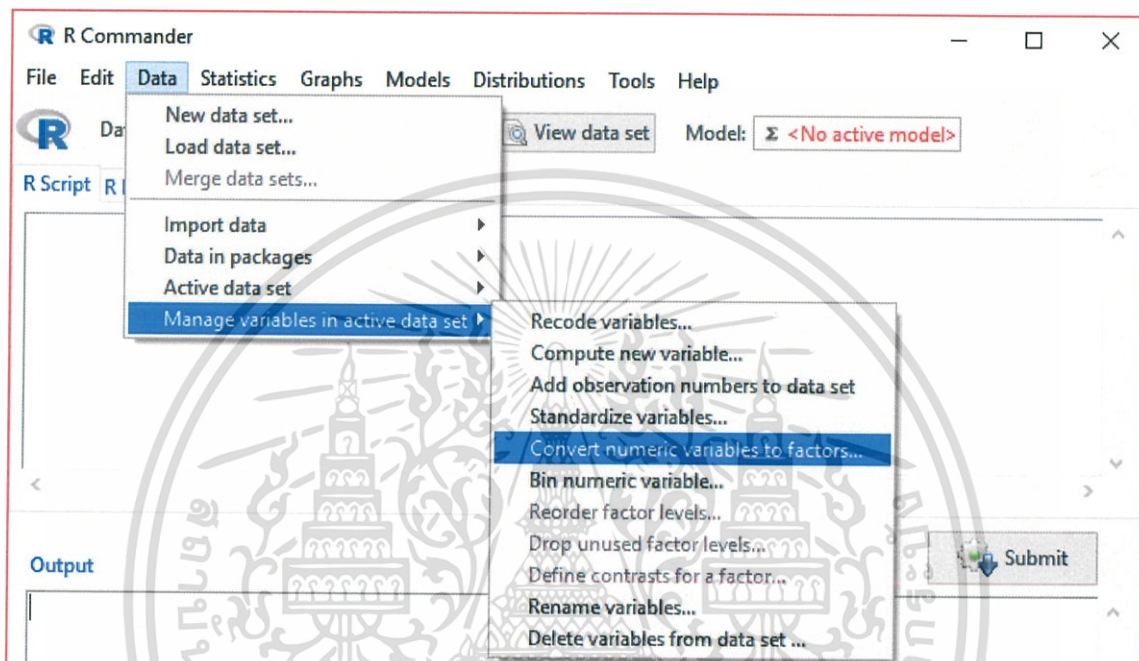 R R Commander
File Edit Data Statistics Graphs Models Distributions Tools Help
R Da View data set Model: Σ <No active model>
New data set...
Load data set...
Merge data sets...
R Script R
Import data
Data in packages
Active data set
Manage variables in active data set
Recode variables...
Compute new variable...
Add observation numbers to data set
Standardize variables...
Convert numeric variables to factors...
Bin numeric variable...
Reorder factor levels...
Drop unused factor levels...
Define contrasts for a factor...
Rename variables...
Delete variables from data set ...
Output
Submit